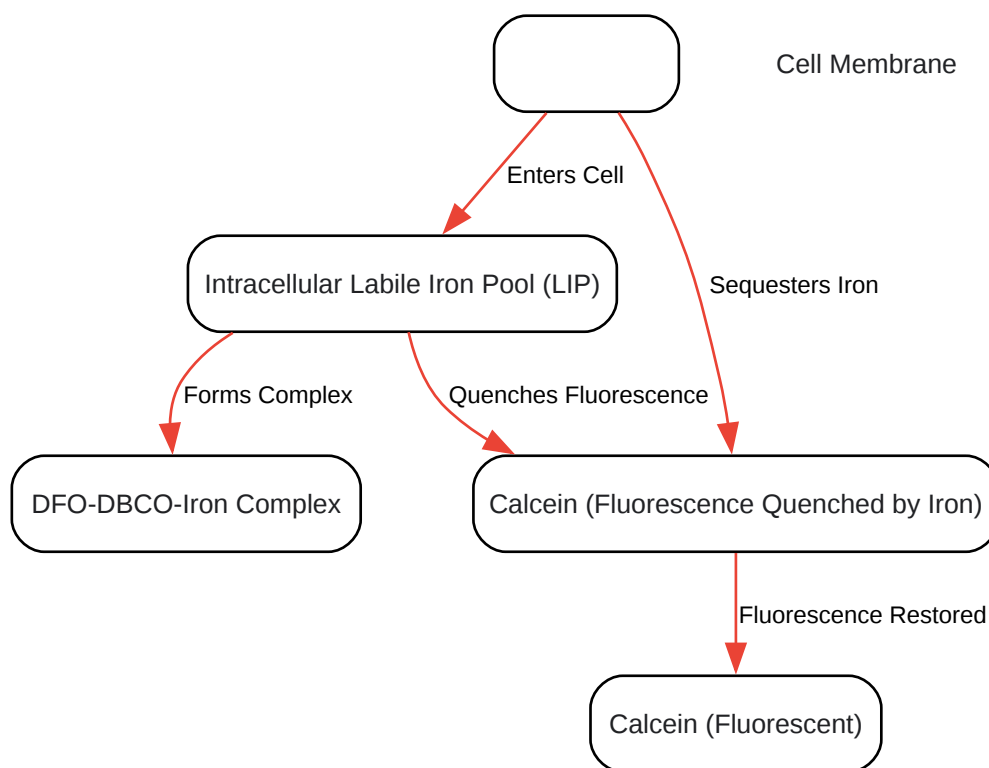 Cell Membrane
Enters Cell
Intracellular Labile Iron Pool (LIP)
Sequesters Iron
Forms Complex
Quenches Fluorescence
DFO-DBCO-Iron Complex
Calcein (Fluorescence Quenched by Iron)
Fluorescence Restored
Calcein (Fluorescent)